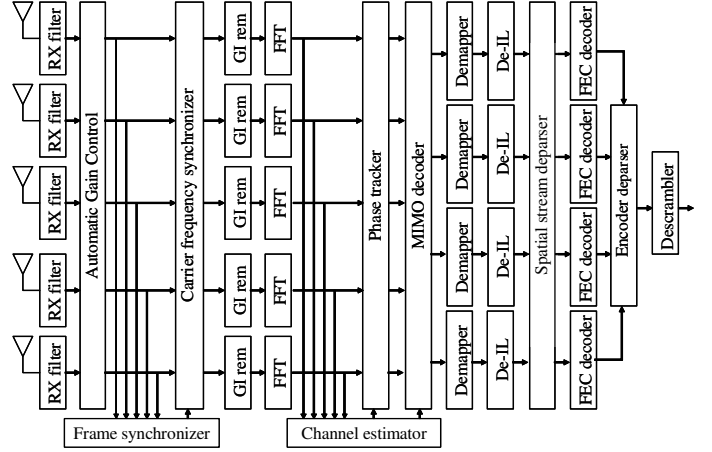 RX filter
RX filter
RX filter
RX filter
RX filter
Automatic Gain Control
Frame synchronizer
Carrier frequency synchronizer
GI rem
GI rem
GI rem
GI rem
GI rem
FFT
FFT
FFT
FFT
FFT
Channel estimator
Phase tracker
MIMO decoder
Demapper
Demapper
Demapper
Demapper
De-IL
De-IL
De-IL
De-IL
Spatial stream deparser
FEC decoder
FEC decoder
FEC decoder
FEC decoder
Encoder deparser
Descrambler